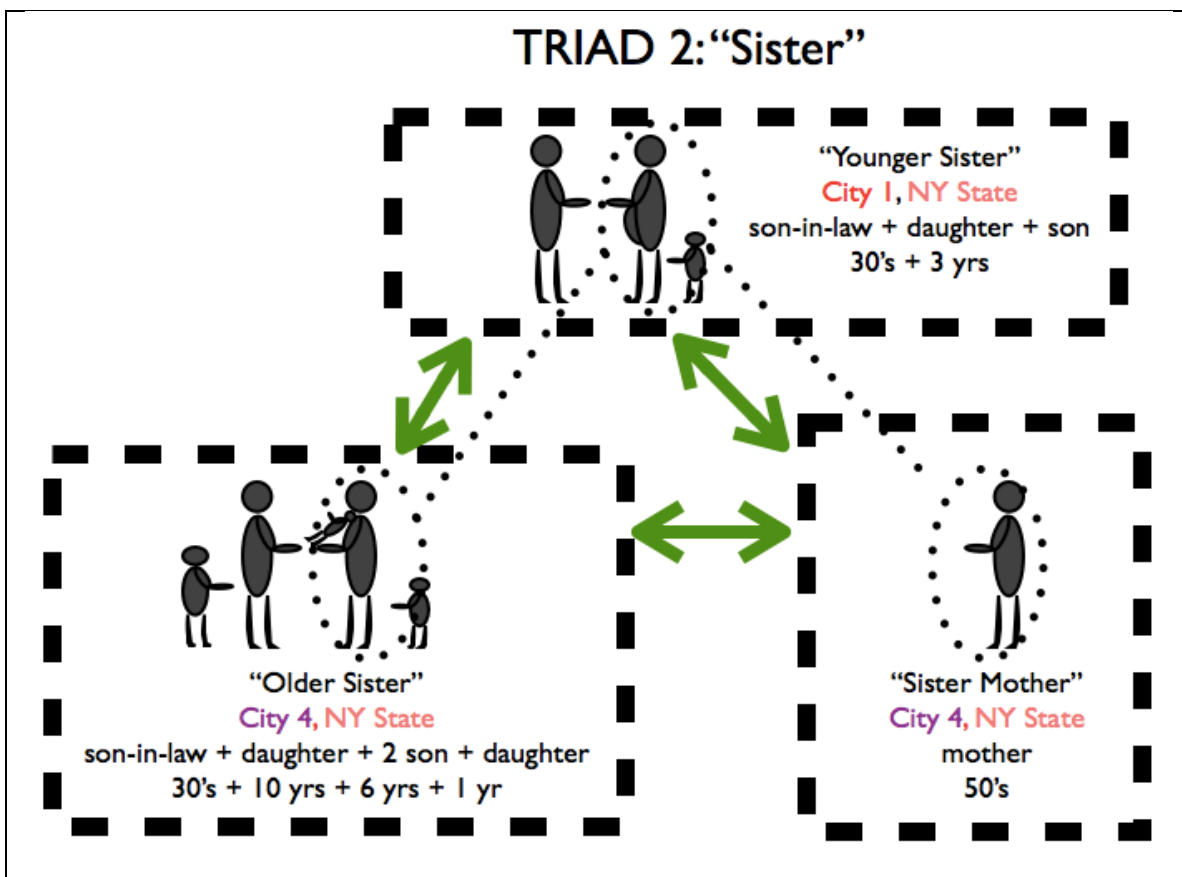 TRIAD 2: “Sister”
“Younger Sister”
City 1, NY State
son-in-law + daughter + son
30’s + 3 yrs
“Older Sister”
City 4, NY State
son-in-law + daughter + 2 son + daughter
30’s + 10 yrs + 6 yrs + 1 yr
“Sister Mother”
City 4, NY State
mother
50’s